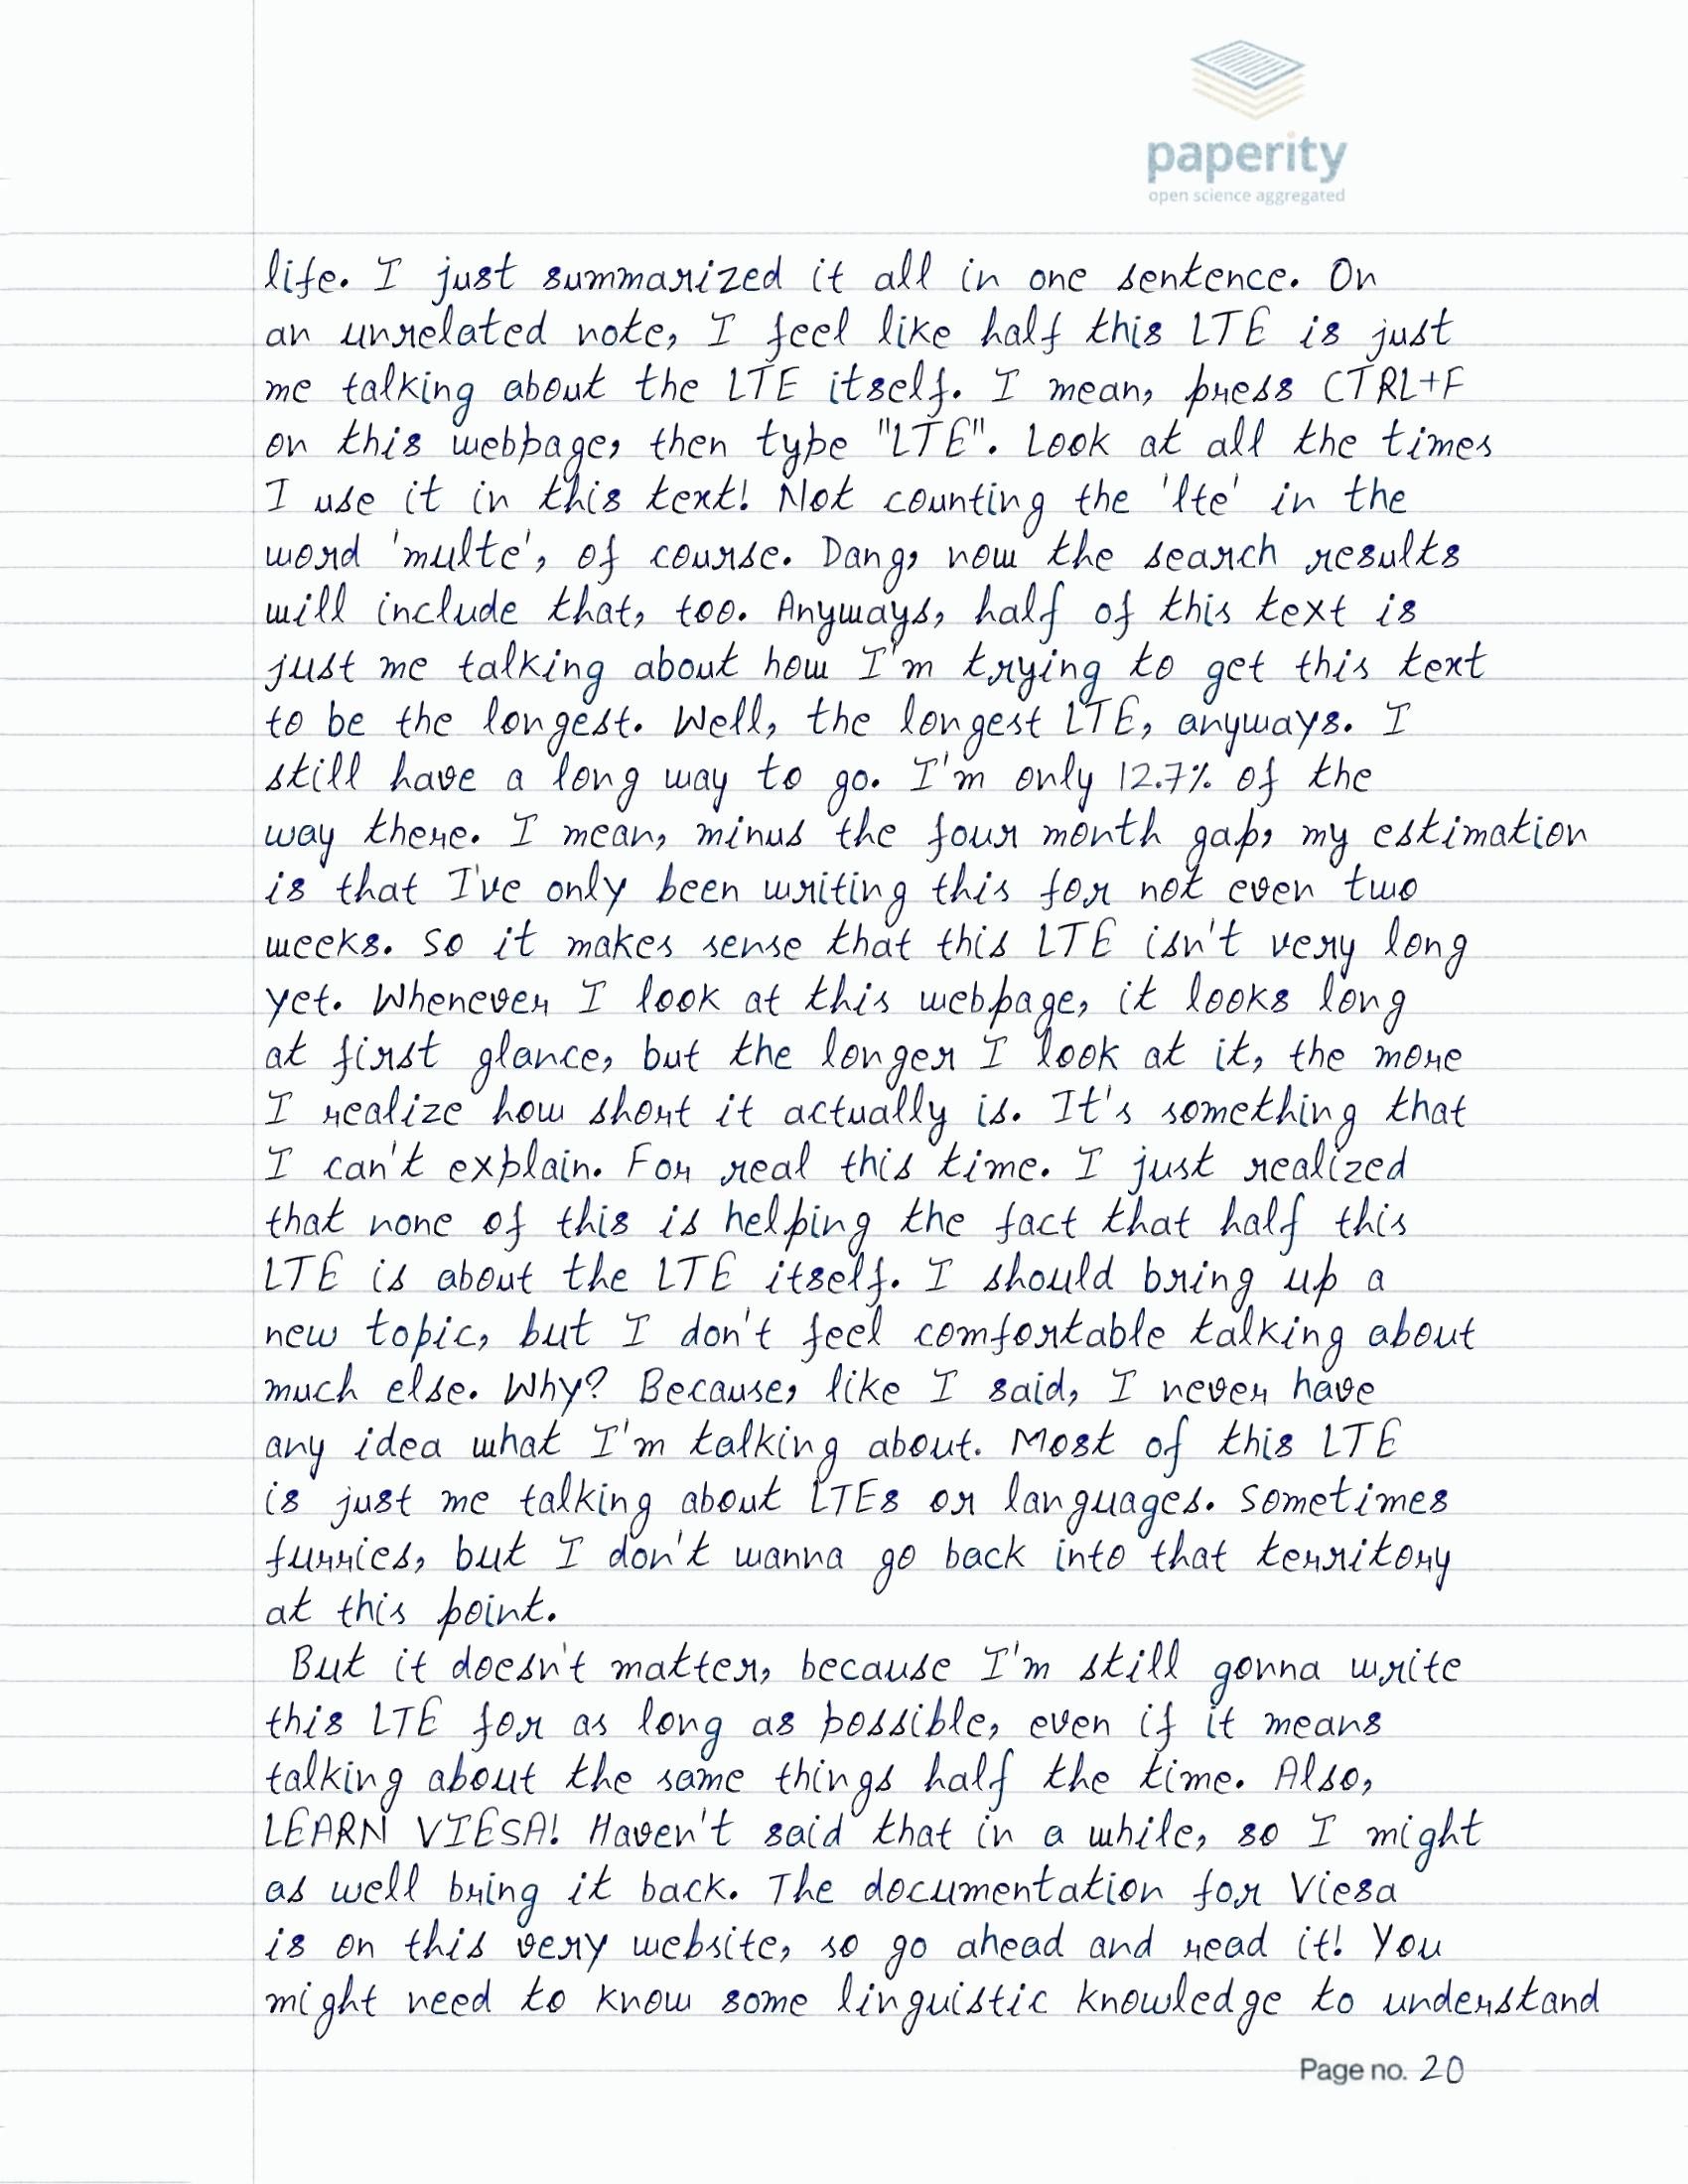 paperity
open science aggregated
life. I just summarized it all in one sentence. On
an unrelated note, I feel like half this LTE is just
me talking about the LTE itself. I mean, press CTRL+F
on this webpage, then type "LTE". Look at all the times
I use it in this text! Not counting the 'lte' in the
word 'multe', of course. Dang, now the search results
will include that, too. Anyways, half of this text is
just me talking about how I'm trying to get this text
to be the longest. Well, the longest LTE, anyways. I
still have a long way to go. I'm only 12.7% of the
way there. I mean, minus the four month gap, my estimation
is that I've only been writing this for not even two
weeks. So it makes sense that this LTE isn't very long
yet. Whenever I look at this webpage, it looks long
at first glance, but the longer I look at it, the more
I realize how short it actually is. It's something that
I can't explain. For real this time. I just realized
that none of this is helping the fact that half this
LTE is about the LTE itself. I should bring up a
new topic, but I don't feel comfortable talking about
much else. Why? Because, like I said, I never have
any idea what I'm talking about. Most of this LTE
is just me talking about LTEs or languages. Sometimes
furries, but I don't wanna go back into that territory
at this point.
But it doesn't matter, because I'm still gonna write
this LTE for as long as possible, even if it means
talking about the same things half the time. Also,
LEARN VIESA! Haven't said that in a while, so I might
as well bring it back. The documentation for Viesa
is on this very website, so go ahead and read it! You
might need to know some linguistic knowledge to understand
Page no. 20